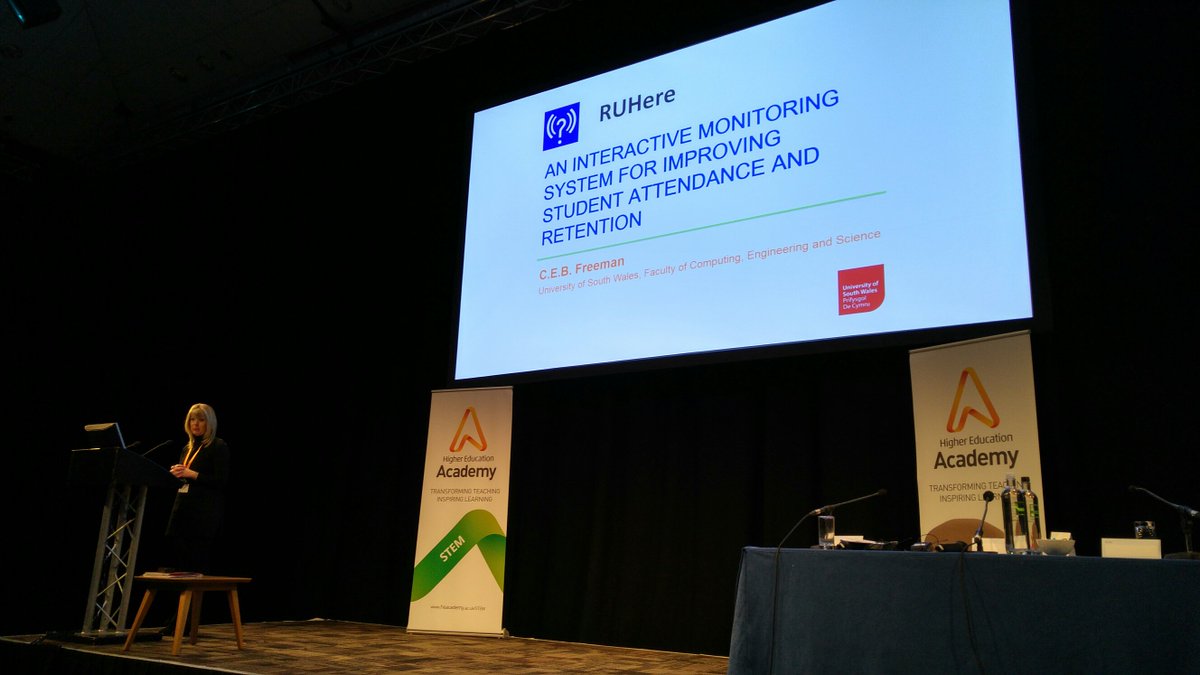 RUHere
AN INTERACTIVE MONITORING
SYSTEM FOR IMPROVING
STUDENT ATTENDANCE AND
RETENTION
C.E.B. Freeman
University of South Wales, Faculty of Computing, Engineering and Science
University of
South Wales
Prifysgol
De Cymru
Higher Education
Academy
TRANSFORMING TEACHING
INSPIRING LEARNING
STEM
Higher Education
Academy
TRANSFORMING
INSPIRING